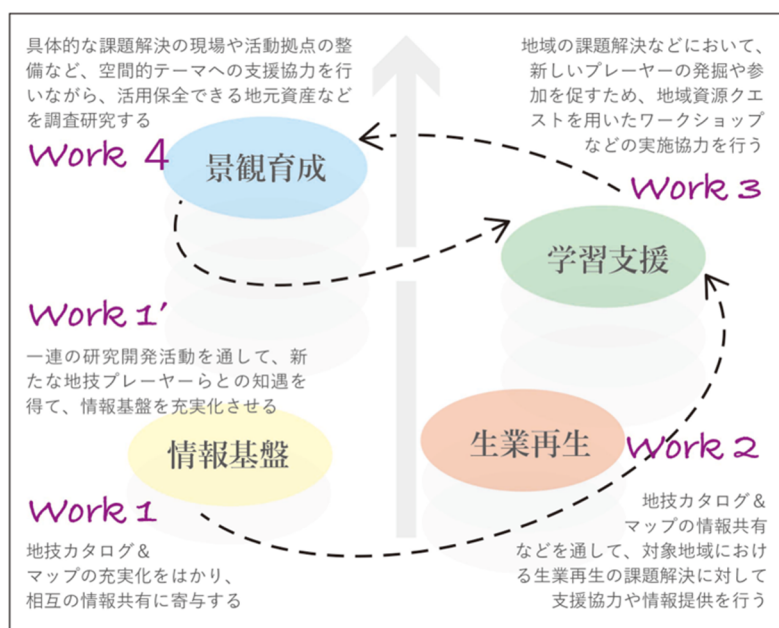 具体的な課題解決の現場や活動拠点の整
備など、空間的テーマへの支援協力を行
いながら、活用保全できる地元資産など
を調査研究する
Work 4
景観育成
地域の課題解決などにおいて、
新しいプレーヤーの発掘や参
加を促すため、地域資源クエ
ストを用いたワークショップ
などの実施協力を行う
Work 3
学習支援
Work 1′
一連の研究開発活動を通して、新
たな地技プレーヤーらとの知遇を
得て、情報基盤を充実化させる
情報基盤
生業再生
Work 2
Work 1
地技カタログ＆
マップの充実化をはかり、
相互の情報共有に寄与する
地技カタログ＆
マップの情報共有
などを通して、対象地域におけ
る生業再生の課題解決に対して
支援協力や情報提供を行う